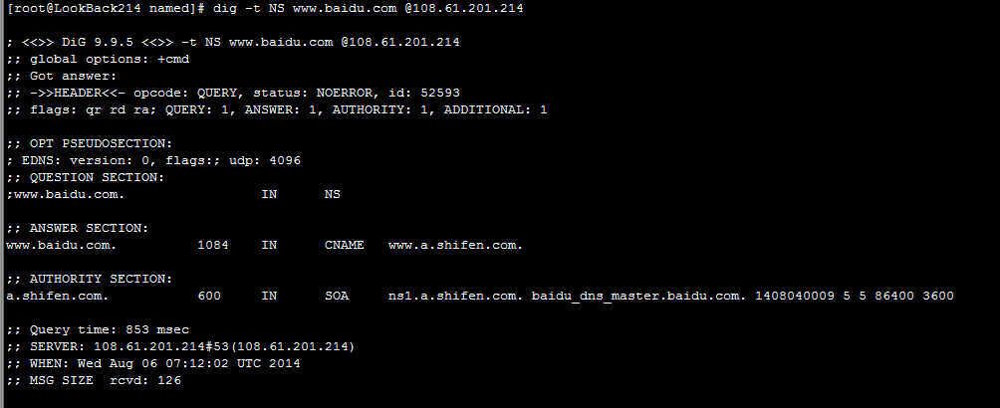 [root@LookBack214 named]# dig -t NS www.baidu.com @108.61.201.214
; <<>> DiG 9.9.5 <<>> -t NS www.baidu.com @108.61.201.214
;; global options: +cmd
;; Got answer:
;; ->>HEADER<<- opcode: QUERY, status: NOERROR, id: 52593
;; flags: qr rd ra; QUERY: 1, ANSWER: 1, AUTHORITY: 1, ADDITIONAL: 1
;; OPT PSEUDOSECTION:
; EDNS: version: 0, flags:; udp: 4096
;; QUESTION SECTION:
;www.baidu.com. IN NS
;; ANSWER SECTION:
www.baidu.com. 1084 IN CNAME www.a.shifen.com.
;; AUTHORITY SECTION:
a.shifen.com. 600 IN SOA ns1.a.shifen.com. baidu_dns_master.baidu.com. 1408040009 5 5 86400 3600
;; Query time: 853 msec
;; SERVER: 108.61.201.214#53(108.61.201.214)
;; WHEN: Wed Aug 06 07:12:02 UTC 2014
;; MSG SIZE rcvd: 126